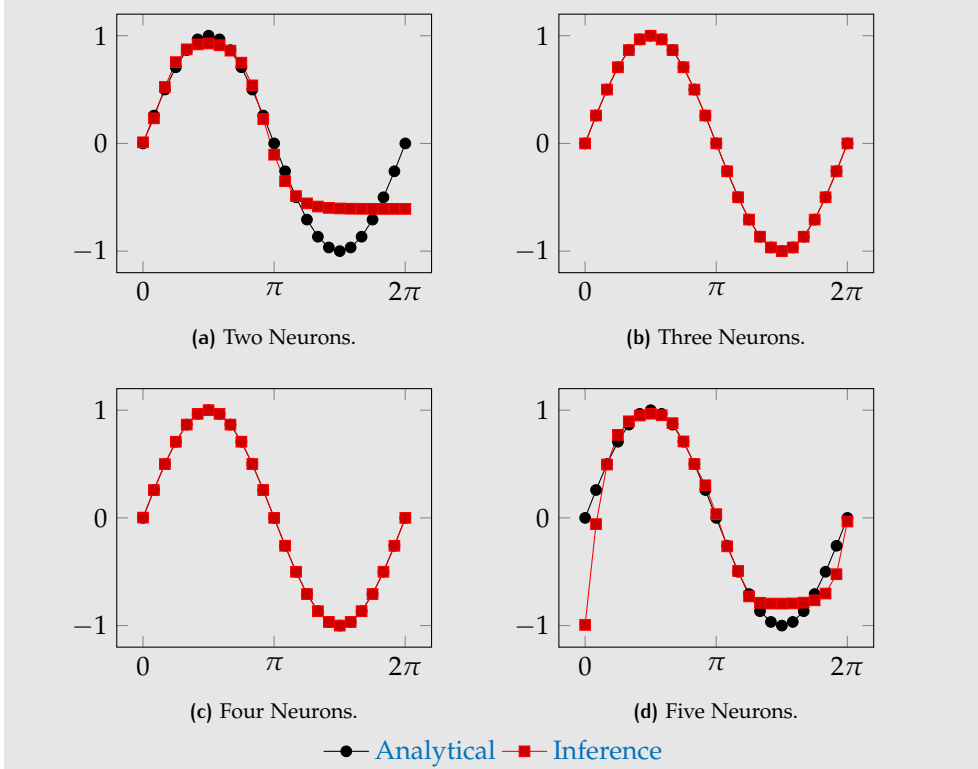 1
0
−1
0 π 2π
(a) Two Neurons.
1
0
−1
0 π 2π
(b) Three Neurons.
1
0
−1
0 π 2π
(c) Four Neurons.
1
0
−1
0 π 2π
(d) Five Neurons.
Analytical Inference